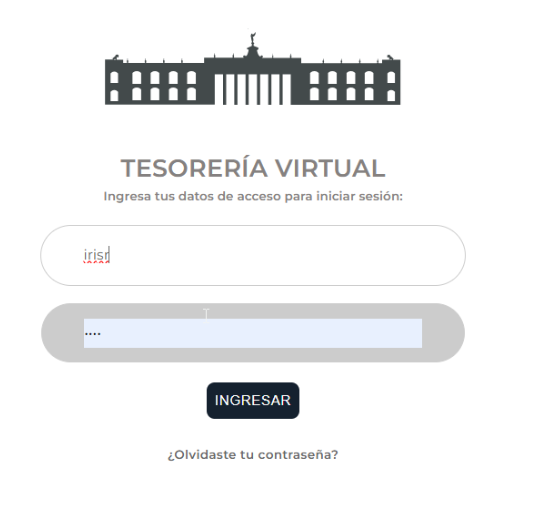 TESORERÍA VIRTUAL
Ingresa tus datos de acceso para iniciar sesión:
irisr
....
INGRESAR
¿Olvidaste tu contraseña?